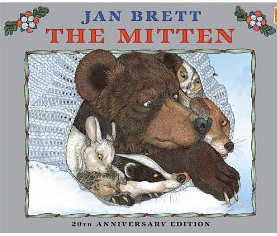 JAN BRETT
THE MITTEN
20TH ANNIVERSARY EDITION